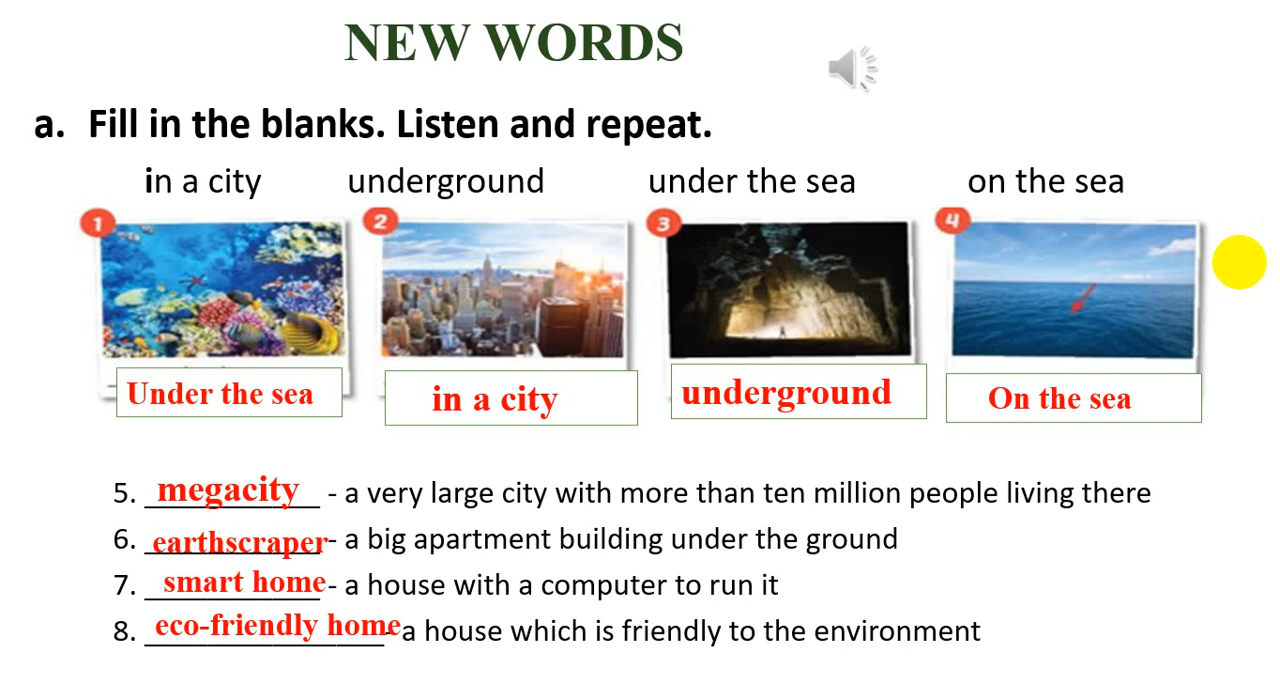 NEW WORDS
a. Fill in the blanks. Listen and repeat.
in a city underground under the sea on the sea
1 2 3 4
Under the sea in a city underground On the sea
5. megacity - a very large city with more than ten million people living there
6. earthscraper - a big apartment building under the ground
7. smart home - a house with a computer to run it
8. eco-friendly home - a house which is friendly to the environment